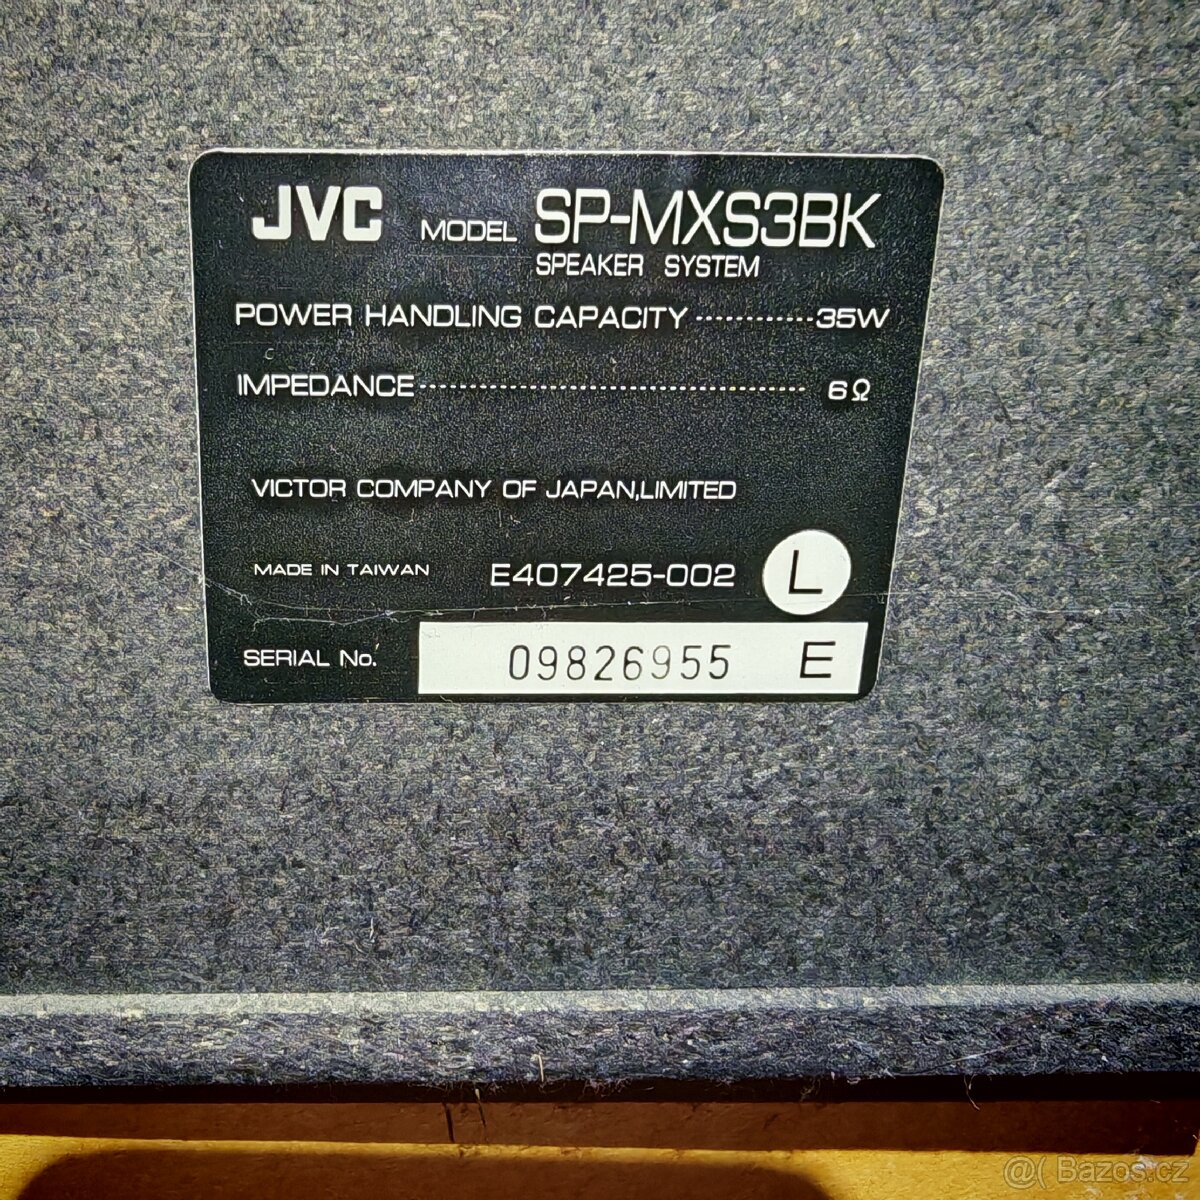 JVC MODEL SP-MXS3BK
SPEAKER SYSTEM
POWER HANDLING CAPACITY ············35W
IMPEDANCE ········································ 6Ω
VICTOR COMPANY OF JAPAN,LIMITED
MADE IN TAIWAN E407425-002 L
SERIAL No. 09826955 E
@( Bazos.cz